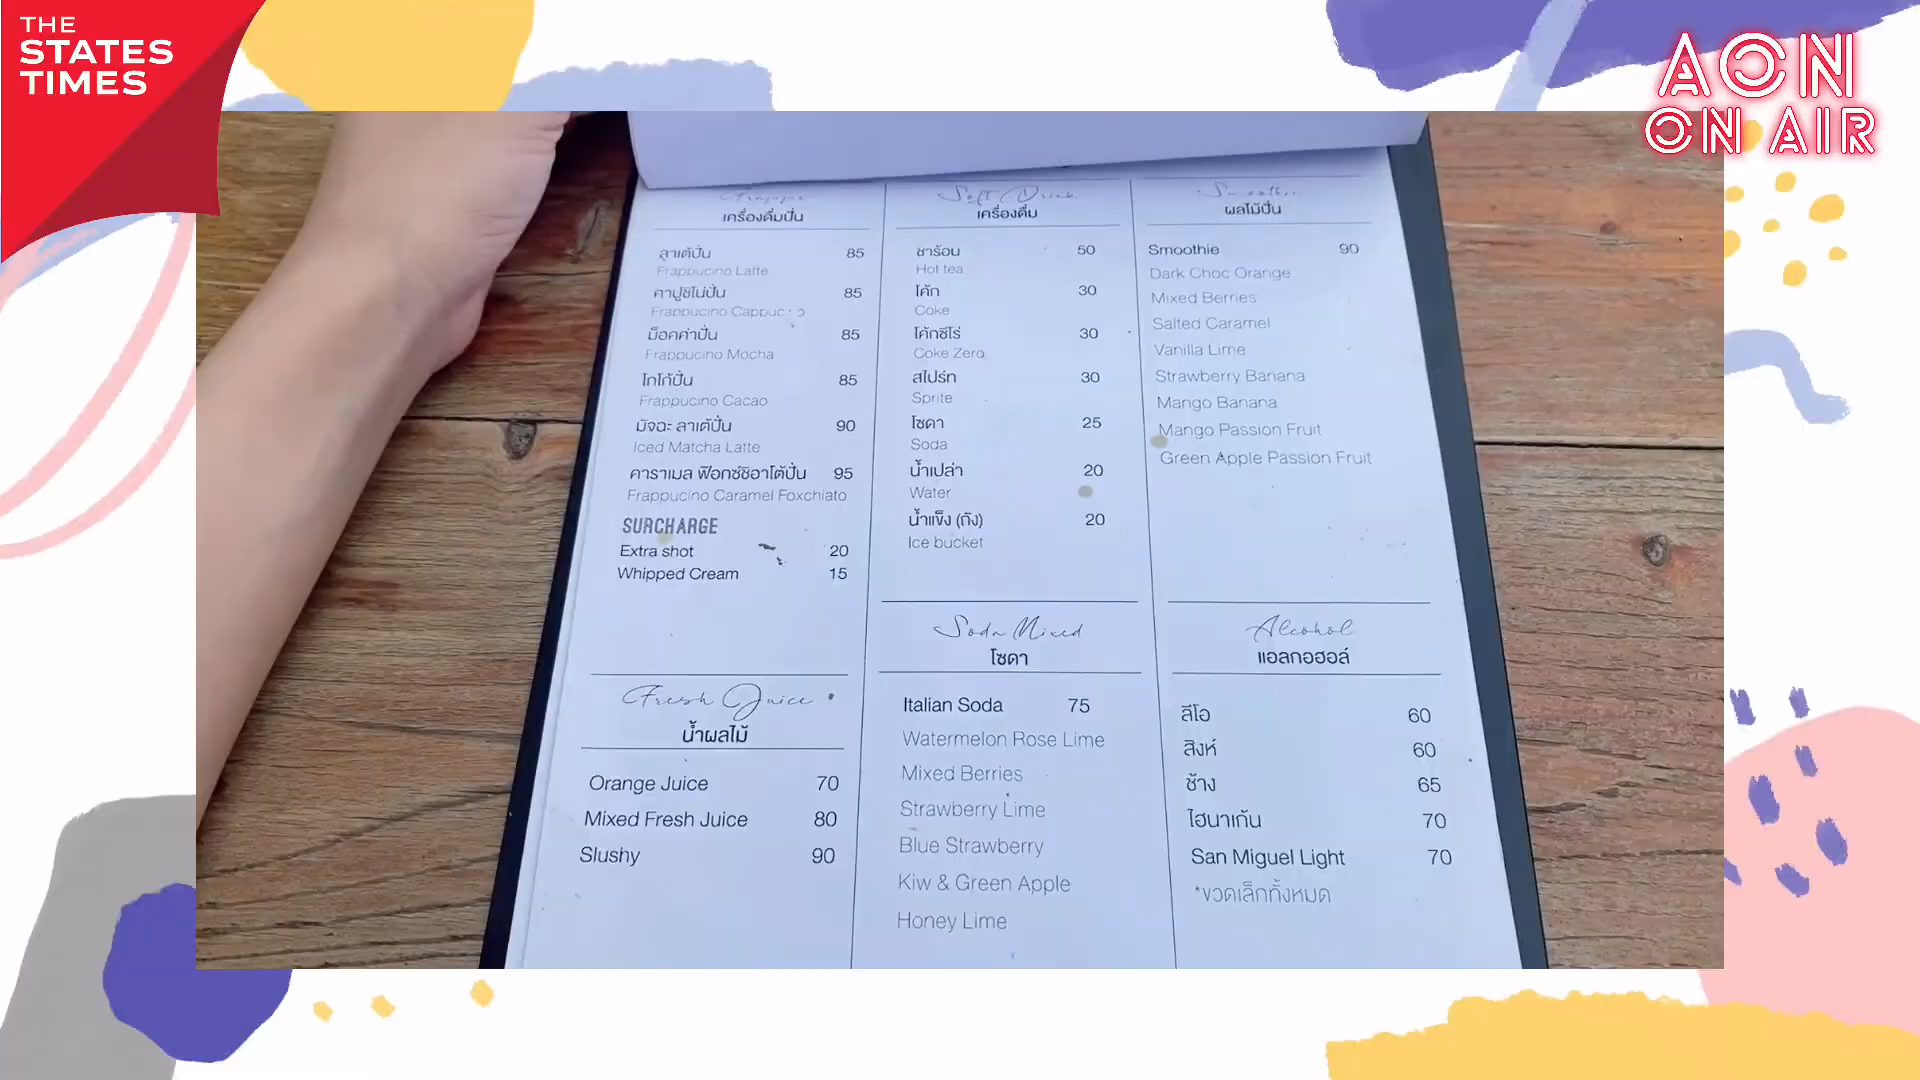 THE
STATES
TIMES
AON
ON AIR
Frappe
เครื่องดื่มปั่น
ลาเต้ปั่น 85
Frappucino Latte
คาปูชิโน่ปั่น 85
Frappucino Cappuc
ม็อคค่าปั่น 85
Frappucino Mocha
โกโก้ปั่น 85
Frappucino Cacao
มัจฉะ ลาเต้ปั่น 90
Iced Matcha Latte
คาราเมล ฟ๊อกซ์ชิอาโต้ปั่น 95
Frappucino Caramel Foxchiato
SURCHARGE
Extra shot 20
Whipped Cream 15
Fresh Juice
น้ำผลไม้
Orange Juice 70
Mixed Fresh Juice 80
Slushy 90
Soft Drink
เครื่องดื่ม
ชาร้อน 50
Hot tea
โค้ก 30
Coke
โค้กซีโร่ 30
Coke Zero
สไปร์ท 30
Sprite
โซดา 25
Soda
น้ำเปล่า 20
Water
น้ำแข็ง (ถัง) 20
Ice bucket
Soda Mixed
โซดา
Italian Soda 75
Watermelon Rose Lime
Mixed Berries
Strawberry Lime
Blue Strawberry
Kiw & Green Apple
Honey Lime
Smoothie
ผลไม้ปั่น
Smoothie 90
Dark Choc Orange
Mixed Berries
Salted Caramel
Vanilla Lime
Strawberry Banana
Mango Banana
Mango Passion Fruit
Green Apple Passion Fruit
Alcohol
แอลกอฮอล์
ลีโอ 60
สิงห์ 60
ช้าง 65
ไฮนาเก้น 70
San Miguel Light 70
*ขวดเล็กทั้งหมด